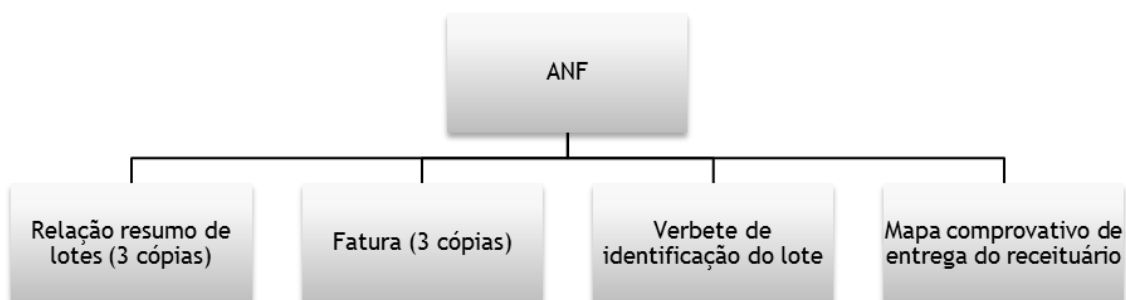 ANF
Relação resumo de
lotes (3 cópias)
Fatura (3 cópias)
Verbete de
identificação do lote
Mapa comprovativo de
entrega do receituário